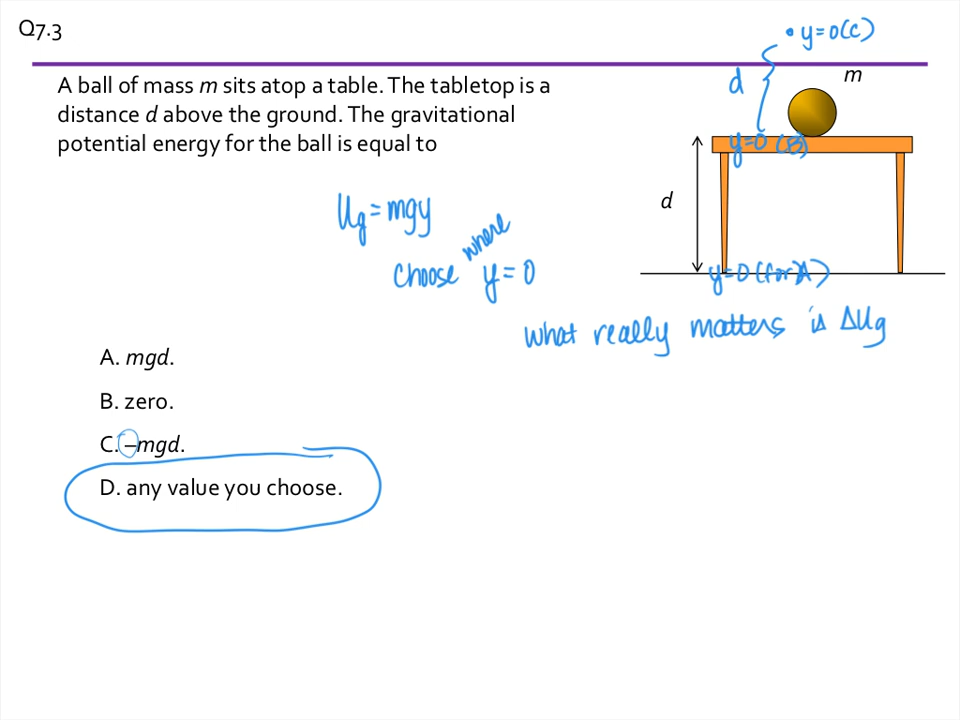 Q7.3
• y=0(C)
A ball of mass m sits atop a table. The tabletop is a
distance d above the ground. The gravitational
potential energy for the ball is equal to
d
m
y=0 (B)
d
Ug = mgy
where
choose y = 0
y=0 (for A)
what really matters is ΔUg
A. mgd.
B. zero.
C. –mgd.
D. any value you choose.